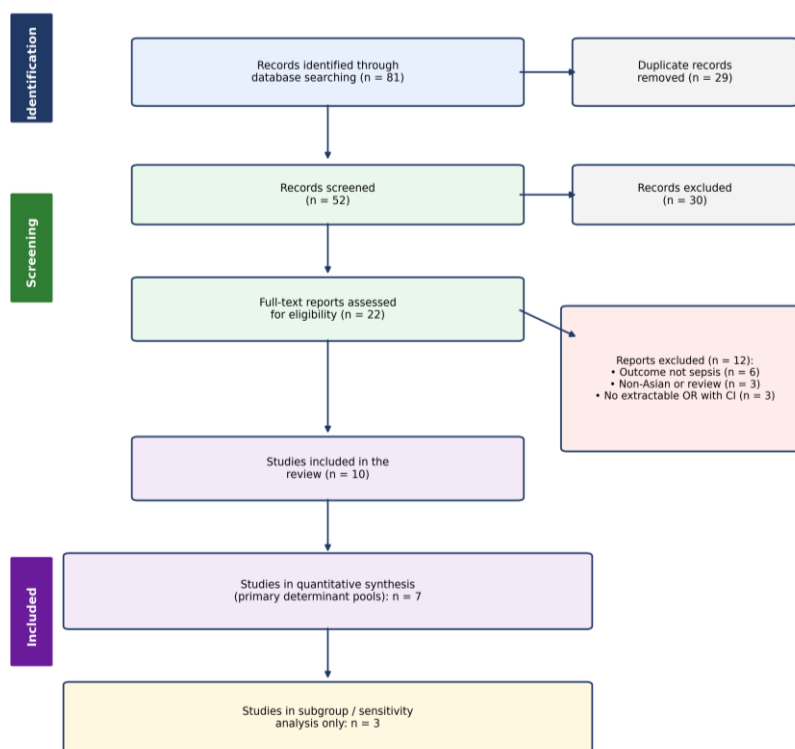 Identification
Records identified through
database searching (n = 81)
Duplicate records
removed (n = 29)
Screening
Records screened
(n = 52)
Records excluded
(n = 30)
Full-text reports assessed
for eligibility (n = 22)
Reports excluded (n = 12):
• Outcome not sepsis (n = 6)
• Non-Asian or review (n = 3)
• No extractable OR with CI (n = 3)
Studies included in the
review (n = 10)
Included
Studies in quantitative synthesis
(primary determinant pools): n = 7
Studies in subgroup / sensitivity
analysis only: n = 3